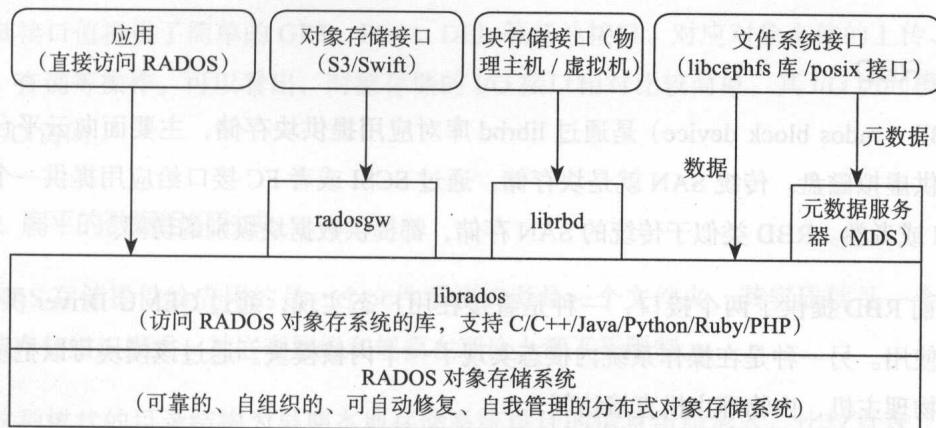 应用
(直接访问 RADOS)
对象存储接口
(S3/Swift)
块存储接口(物
理主机 / 虚拟机)
文件系统接口
(libcephfs 库 /posix 接口)
数据
元数据
radosgw
librbd
元数据服务
器 (MDS)
librados
(访问 RADOS 对象存系统的库，支持 C/C++/Java/Python/Ruby/PHP)
RADOS 对象存储系统
(可靠的、自组织的、可自动修复、自我管理的分布式对象存储系统)